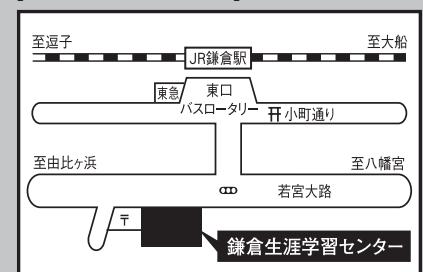 至逗子
至大船
JR鎌倉駅
東急
東口
バスロータリー
小町通り
至由比ヶ浜
至八幡宮
若宮大路
〒
鎌倉生涯学習センター